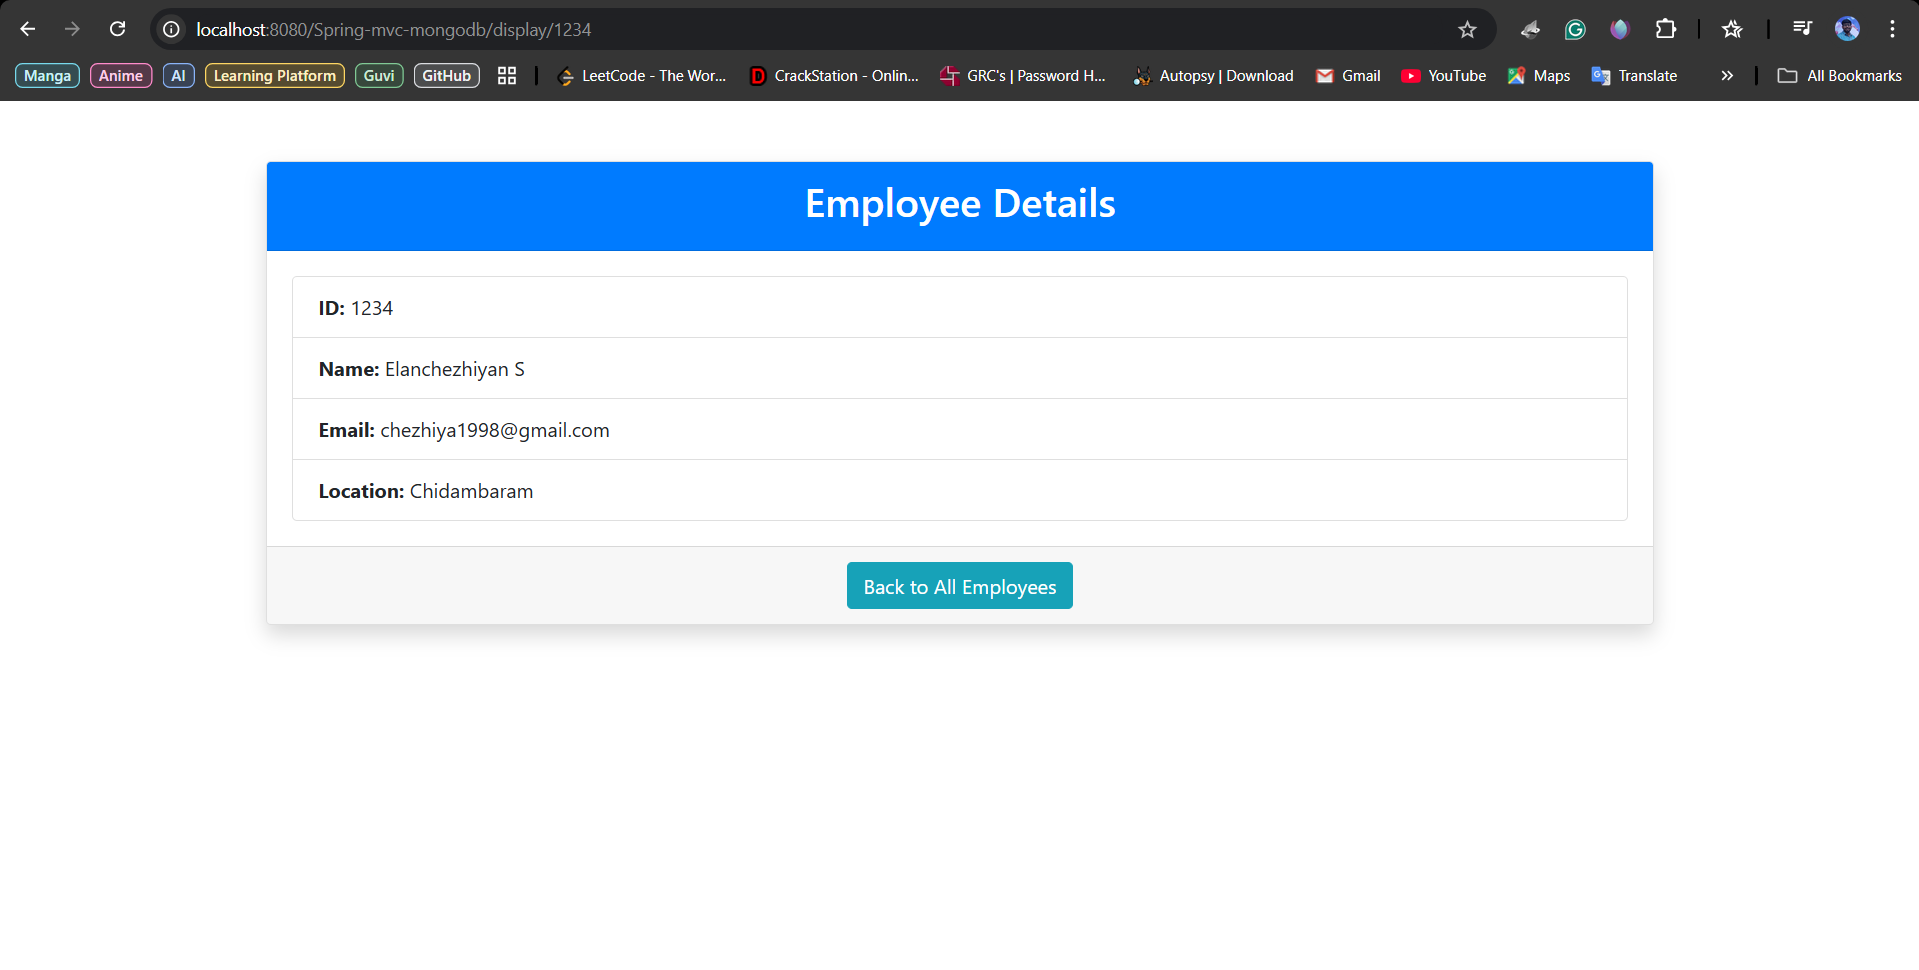 localhost:8080/Spring-mvc-mongodb/display/1234
Manga Anime AI Learning Platform Guvi GitHub LeetCode - The Wor... CrackStation - Onlin... GRC's | Password H... Autopsy | Download Gmail YouTube Maps Translate » All Bookmarks
Employee Details
ID: 1234
Name: Elanchezhiyan S
Email: chezhiya1998@gmail.com
Location: Chidambaram
Back to All Employees